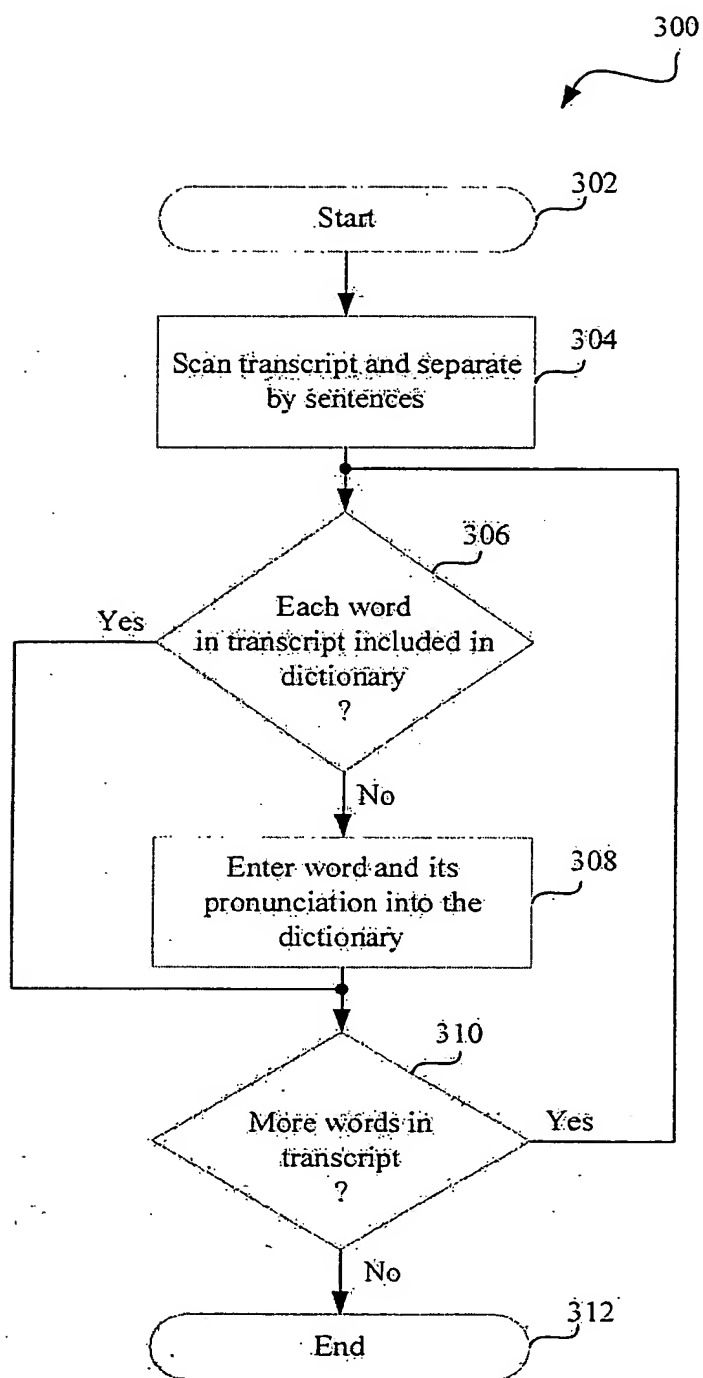 300
302
Start
304
Scan transcript and separate
by sentences
306
Each word
in transcript included in
dictionary
?
Yes
No
308
Enter word and its
pronunciation into the
dictionary
310
More words in
transcript
?
Yes
No
312
End